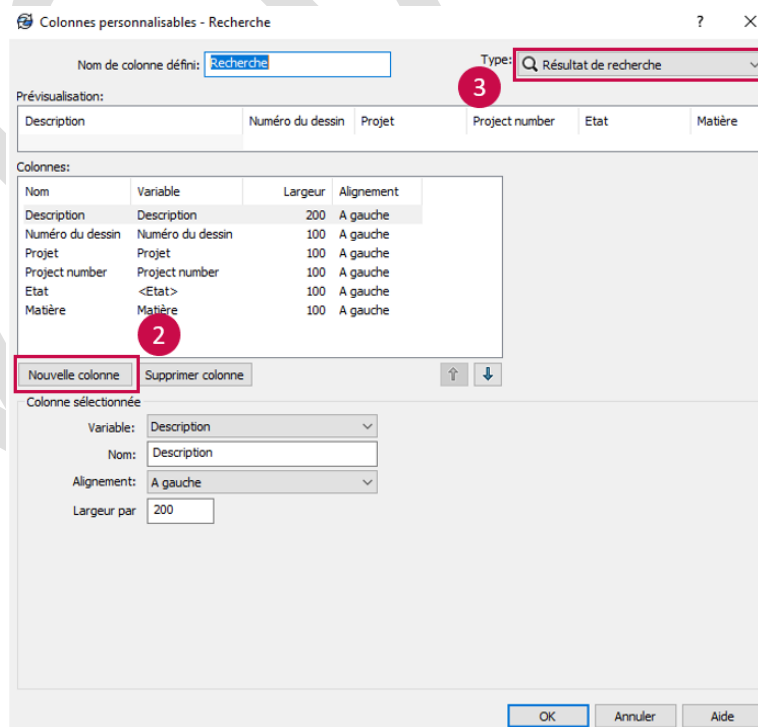 Colonnes personnalisables - Recherche
Nom de colonne défini: Recherche
Type: Résultat de recherche
3
Prévisualisation:
Description Numéro du dessin Projet Project number Etat Matière
Colonnes:
Nom Variable Largeur Alignement
Description Description 200 A gauche
Numéro du dessin Numéro du dessin 100 A gauche
Projet Projet 100 A gauche
Project number Project number 100 A gauche
Etat <Etat> 100 A gauche
Matière Matière 100 A gauche
2
Nouvelle colonne Supprimer colonne
Colonne sélectionnée
Variable: Description
Nom: Description
Alignement: A gauche
Largeur par 200
OK Annuler Aide